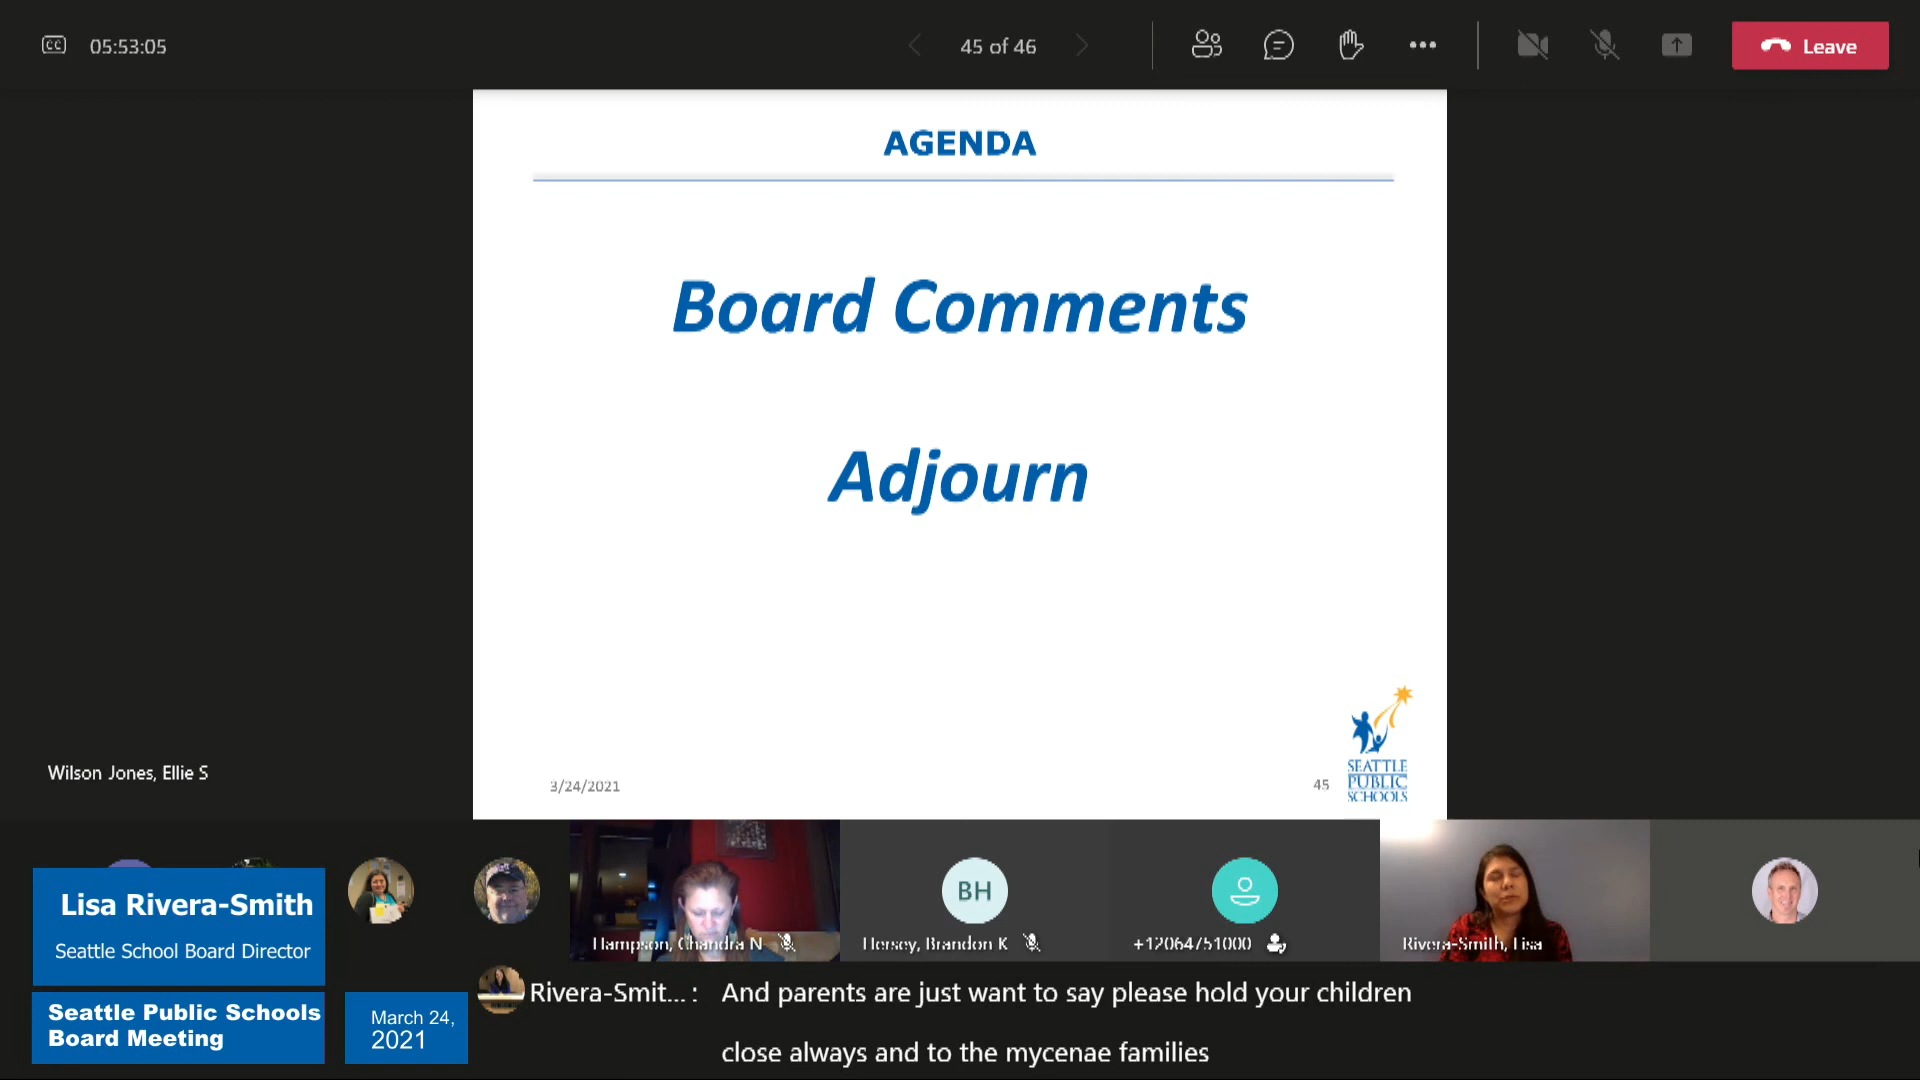 CC 05:53:05 45 of 46 Leave
AGENDA
Board Comments
Adjourn
Wilson Jones, Ellie S
3/24/2021 45
SEATTLE
PUBLIC
SCHOOLS
Lisa Rivera-Smith
Seattle School Board Director
Seattle Public Schools
Board Meeting
March 24,
2021
Hampson, Chandra N
BH
Hersey, Brandon K
+12064751000
Rivera-Smith, Lisa
Rivera-Smit... : And parents are just want to say please hold your children
close always and to the mycenae families